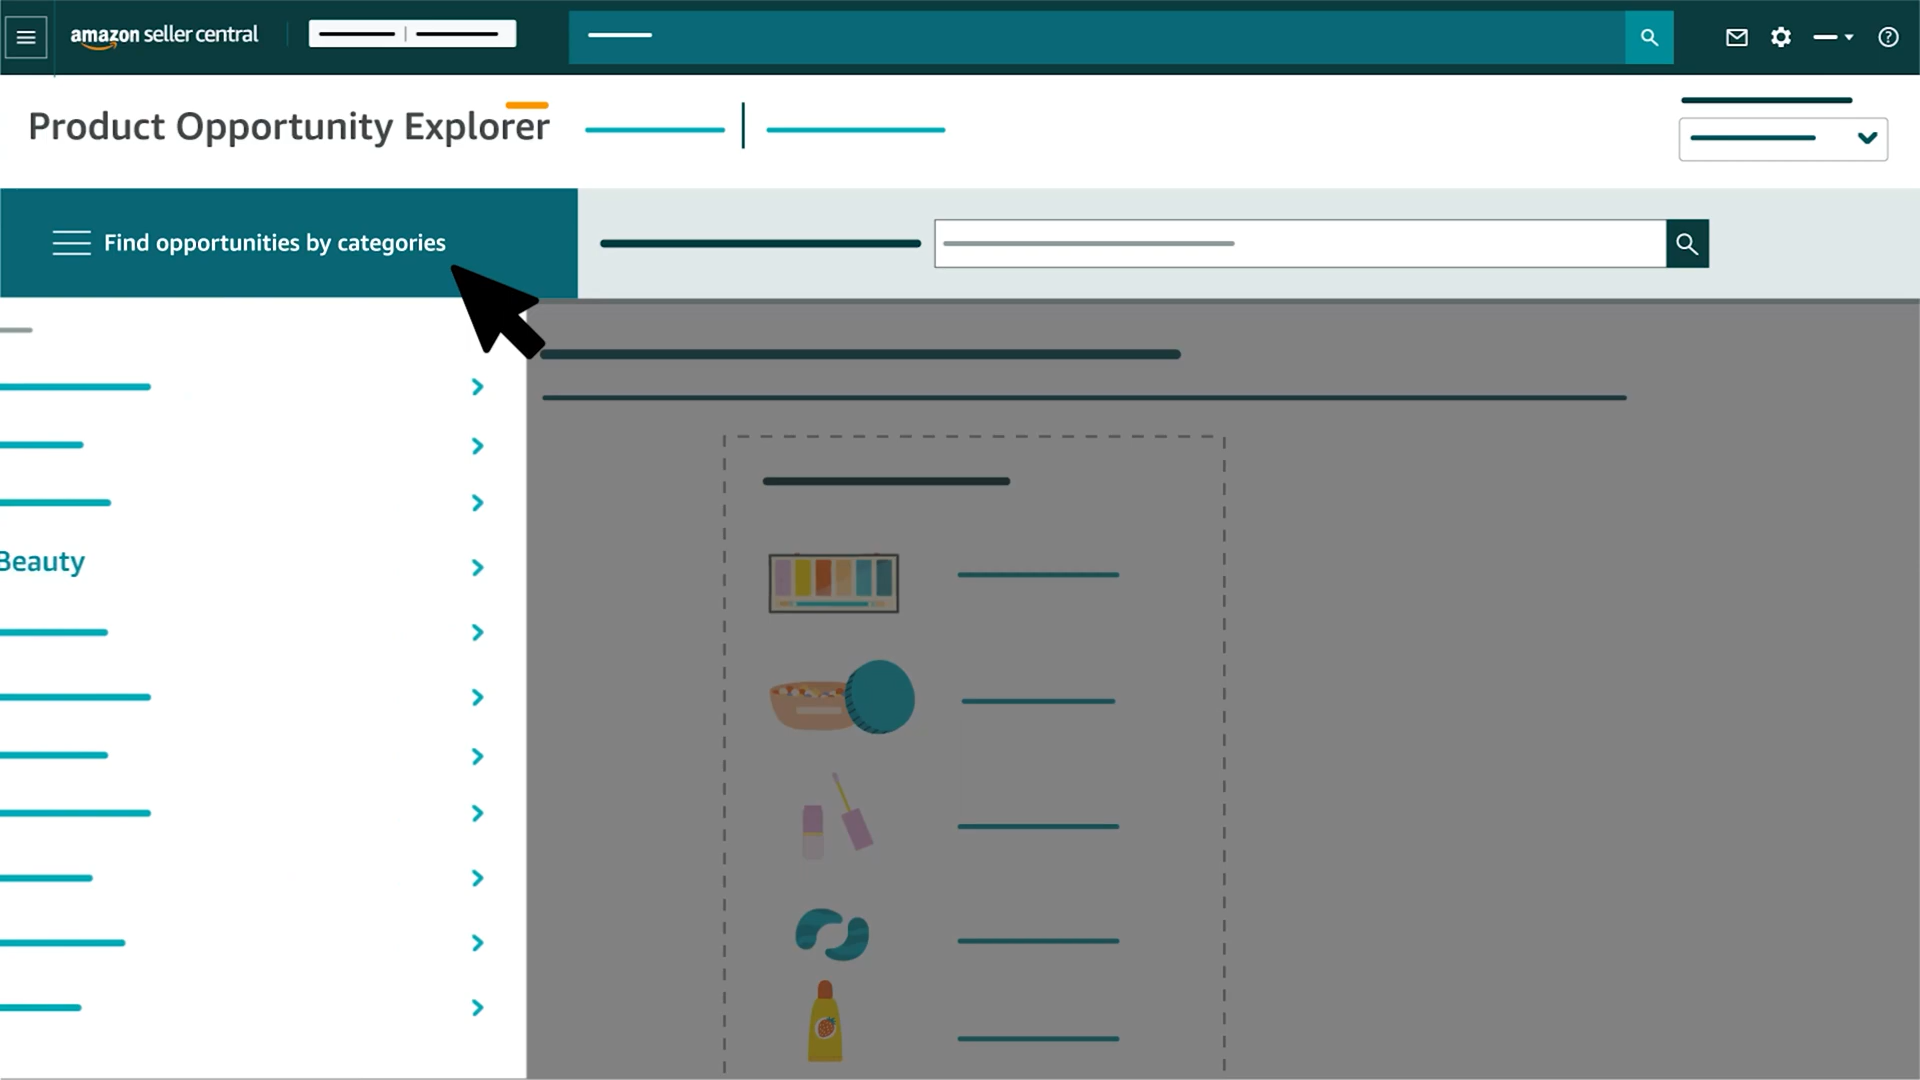 amazon seller central
Product Opportunity Explorer
Find opportunities by categories
Beauty